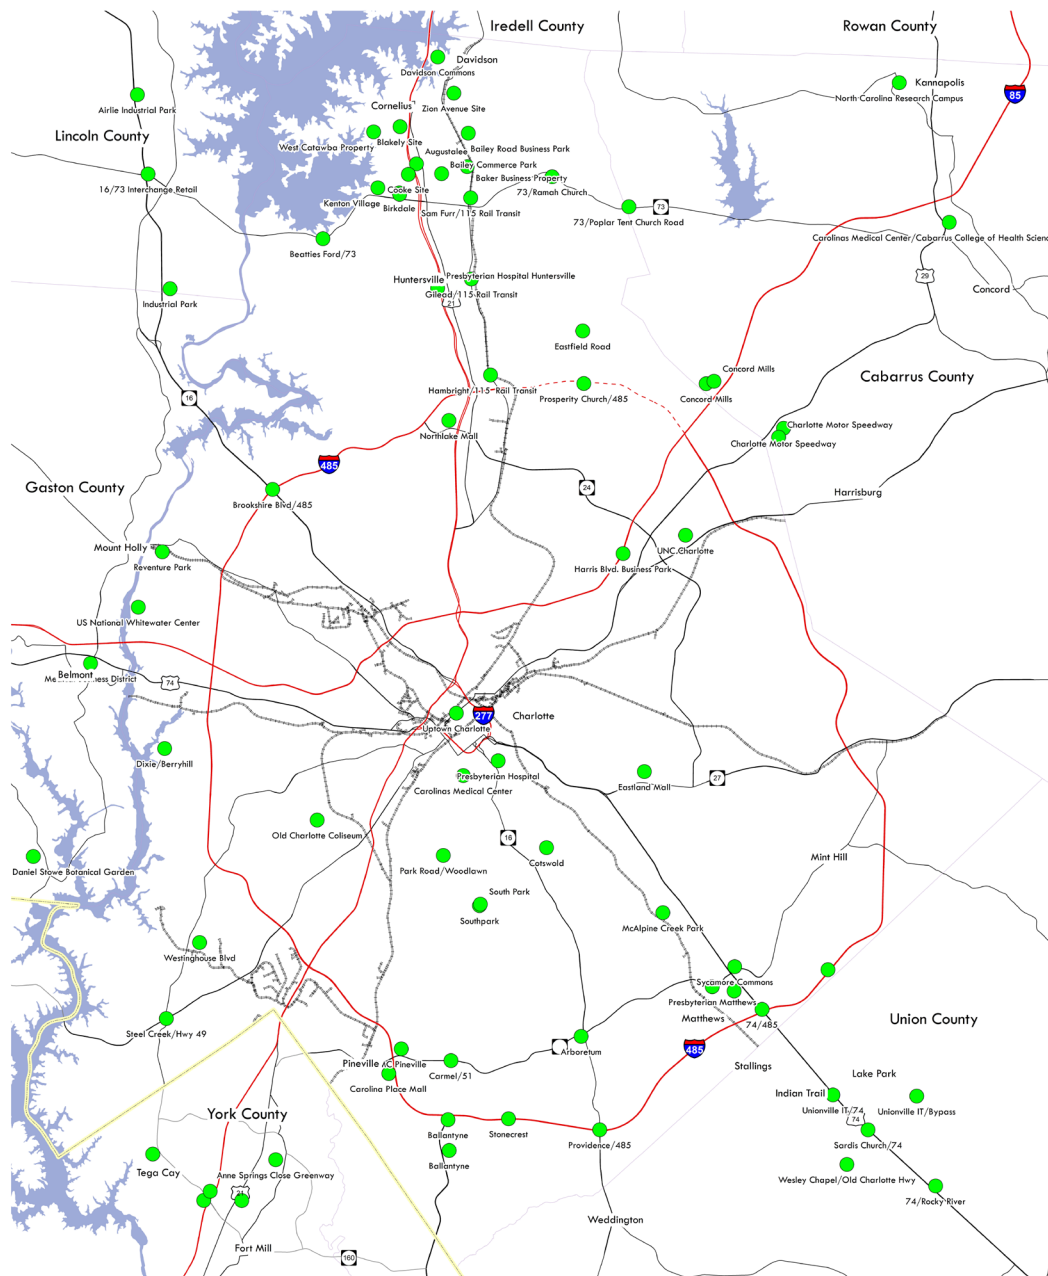 Iredell County
Rowan County
Davidson
Davidson Commons
Kannapolis
North Carolina Research Campus
85
Airlie Industrial Park
Cornelius
Zion Avenue Site
Lincoln County
Blakely Site
West Catawba Property
Augustalee
Bailey Road Business Park
Bailey Commerce Park
Baker Business Property
16/73 Interchange Retail
Cooke Site
73/Ramah Church
Kenton Village
Birkdale
Sam Furr/115 Rail Transit
73
73/Poplar Tent Church Road
Carolinas Medical Center/Cabarrus College of Health Scienc
Beatties Ford/73
Huntersville
Presbyterian Hospital Huntersville
29
Gilead/115 Rail Transit
Concord
21
Industrial Park
Eastfield Road
Concord Mills
Cabarrus County
Hambright /115 Rail Transit
Prosperity Church/485
Concord Mills
16
Charlotte Motor Speedway
Northlake Mall
Charlotte Motor Speedway
485
Gaston County
24
Harrisburg
Brookshire Blvd/485
Mount Holly
UNC Charlotte
Reventure Park
Harris Blvd. Business Park
US National Whitewater Center
Belmont
74
277
Charlotte
Uptown Charlotte
Dixie/Berryhill
Presbyterian Hospital
27
Eastland Mall
Carolinas Medical Center
Old Charlotte Coliseum
16
Mint Hill
Cotswold
Park Road/Woodlawn
Daniel Stowe Botanical Garden
South Park
Southpark
McAlpine Creek Park
Westinghouse Blvd
Sycamore Commons
Presbyterian Matthews
Matthews
74/485
Union County
Steel Creek/Hwy 49
485
Arboretum
Pineville
Stallings
Carmel/51
Lake Park
Carolina Place Mall
Indian Trail
York County
Unionville IT/74
Unionville IT/Bypass
74
Ballantyne
Stonecrest
Providence/485
Sardis Church/74
Ballantyne
Tega Cay
Anne Springs Close Greenway
Wesley Chapel/Old Charlotte Hwy
21
74/Rocky River
Weddington
Fort Mill
160